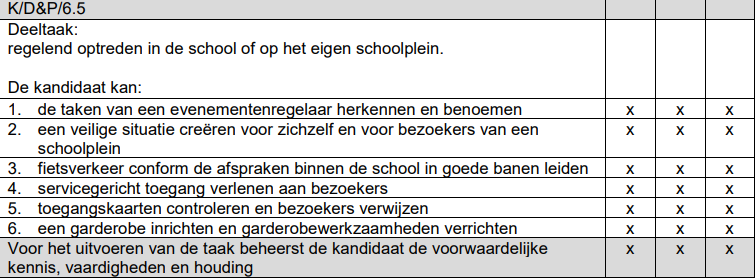 K/D&P/6.5
Deeltaak:
regelend optreden in de school of op het eigen schoolplein.
De kandidaat kan:
1. de taken van een evenementenregelaar herkennen en benoemen x x x
2. een veilige situatie creëren voor zichzelf en voor bezoekers van een x x x
schoolplein
3. fietsverkeer conform de afspraken binnen de school in goede banen leiden x x x
4. servicegericht toegang verlenen aan bezoekers x x x
5. toegangskaarten controleren en bezoekers verwijzen x x x
6. een garderobe inrichten en garderobewerkzaamheden verrichten x x x
Voor het uitvoeren van de taak beheerst de kandidaat de voorwaardelijke x x x
kennis, vaardigheden en houding